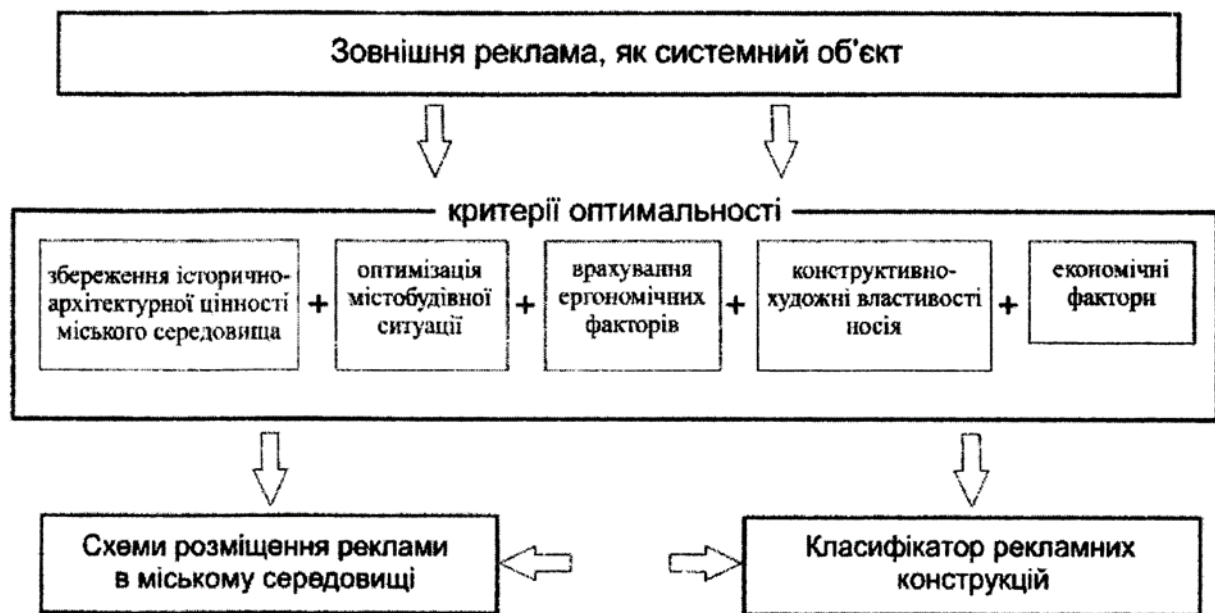 Зовнішня реклама, як системний об'єкт
критерії оптимальності
збереження історично-
архітектурної цінності
міського середовища
+
оптимізація
містобудівної
ситуації
+
врахування
ергономічних
факторів
+
конструктивно-
художні властивості
носія
+
економічні
фактори
Схеми розміщення реклами
в міському середовищі
Класифікатор рекламних
конструкцій